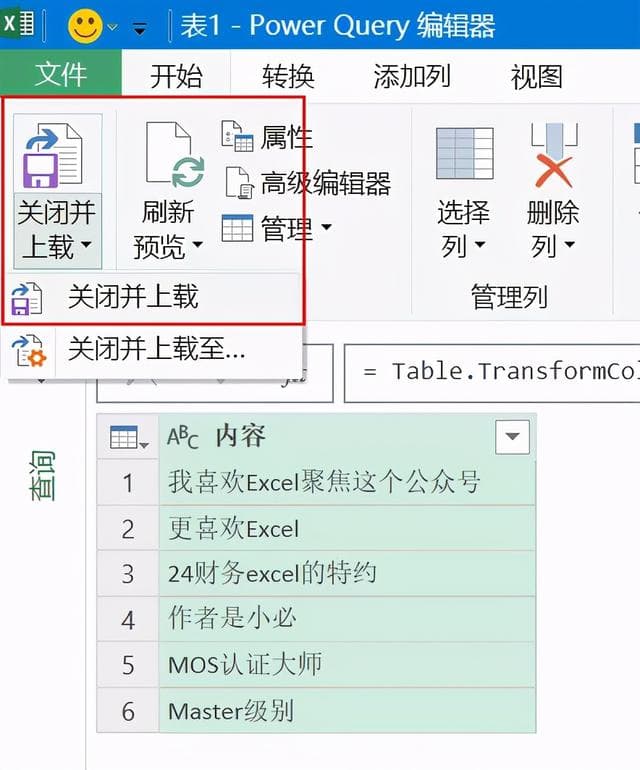 表1 - Power Query 编辑器
文件 开始 转换 添加列 视图
关闭并
上载
刷新
预览
属性
高级编辑器
管理
选择
列
删除
列
管理列
关闭并上载
关闭并上载至...
= Table.TransformCol
查询
ABC 内容
1 我喜欢Excel聚焦这个公众号
2 更喜欢Excel
3 24财务excel的特约
4 作者是小必
5 MOS认证大师
6 Master级别